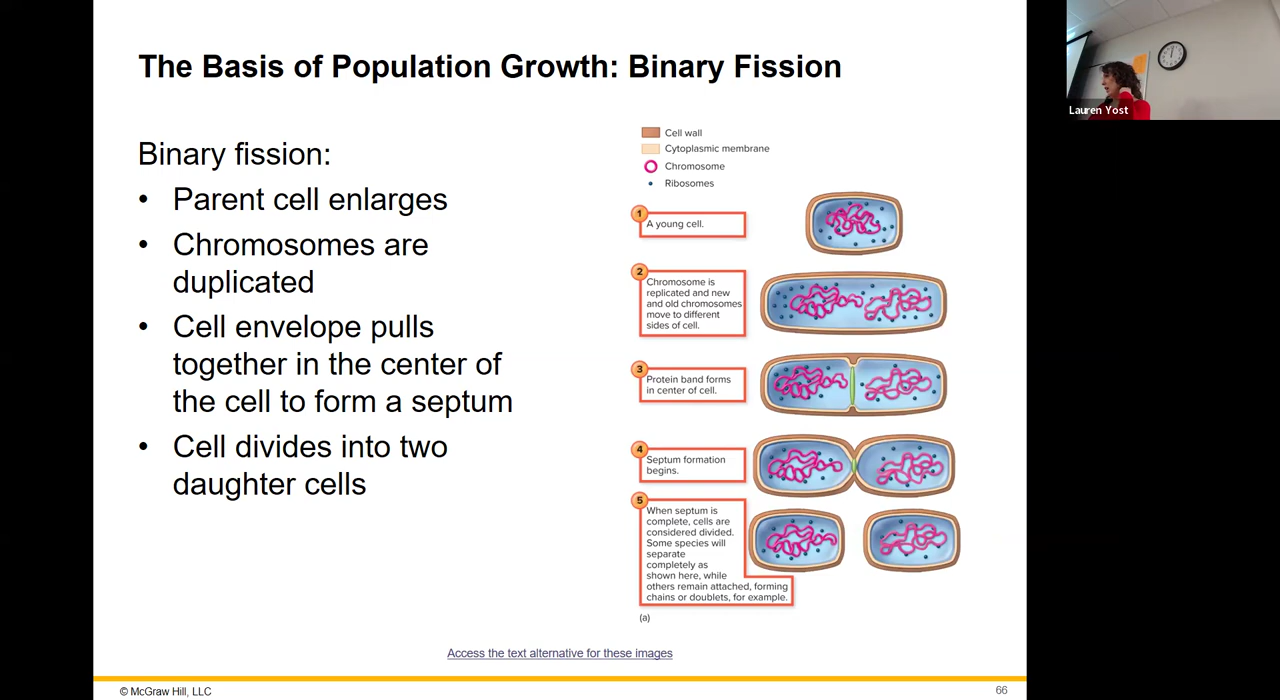 The Basis of Population Growth: Binary Fission
Binary fission:
• Parent cell enlarges
• Chromosomes are
duplicated
• Cell envelope pulls
together in the center of
the cell to form a septum
• Cell divides into two
daughter cells
Cell wall
Cytoplasmic membrane
Chromosome
Ribosomes
1
A young cell.
2
Chromosome is
replicated and new
and old chromosomes
move to different
sides of cell.
3
Protein band forms
in center of cell.
4
Septum formation
begins.
5
When septum is
complete, cells are
considered divided.
Some species will
separate
completely as
shown here, while
others remain attached, forming
chains or doublets, for example.
(a)
Access the text alternative for these images
© McGraw Hill, LLC
66
Lauren Yost